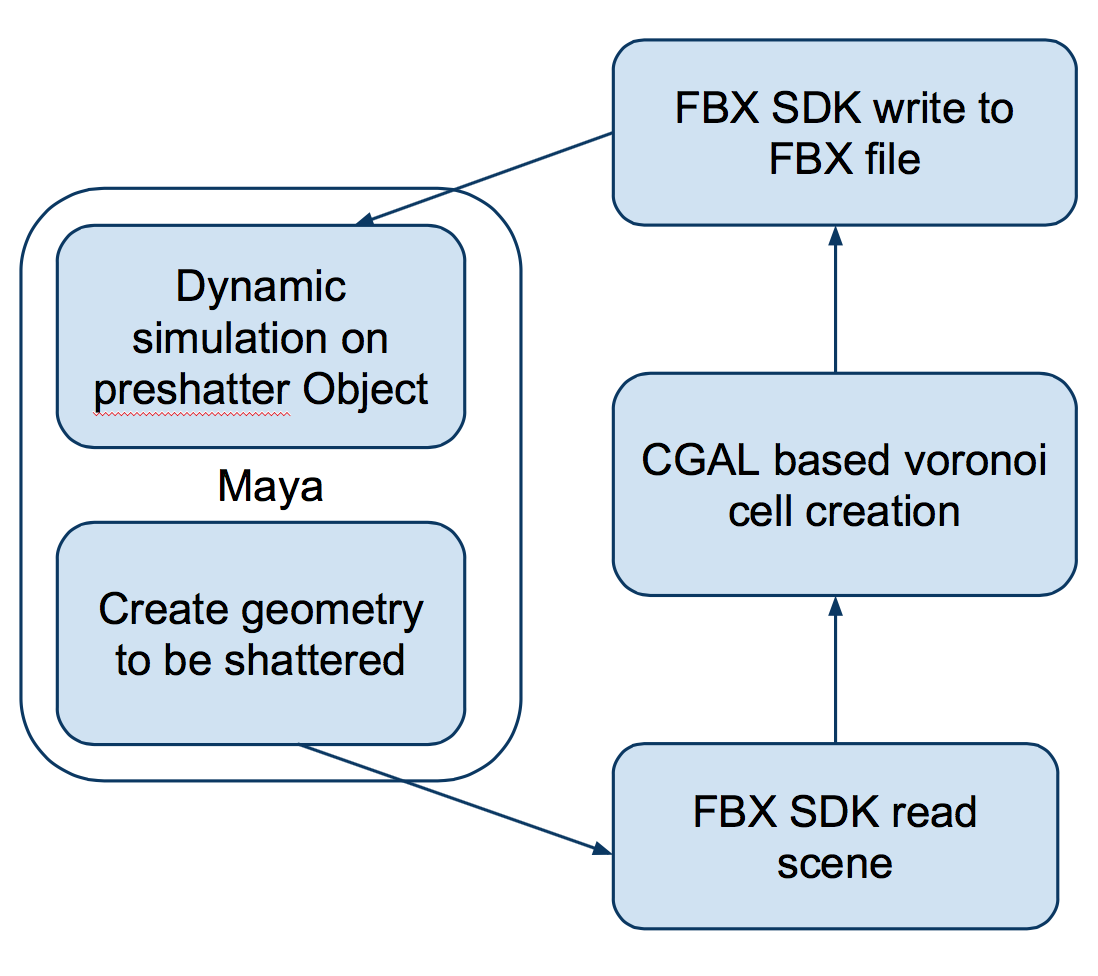 FBX SDK write to
FBX file
Dynamic
simulation on
preshatter Object
Maya
CGAL based voronoi
cell creation
Create geometry
to be shattered
FBX SDK read
scene